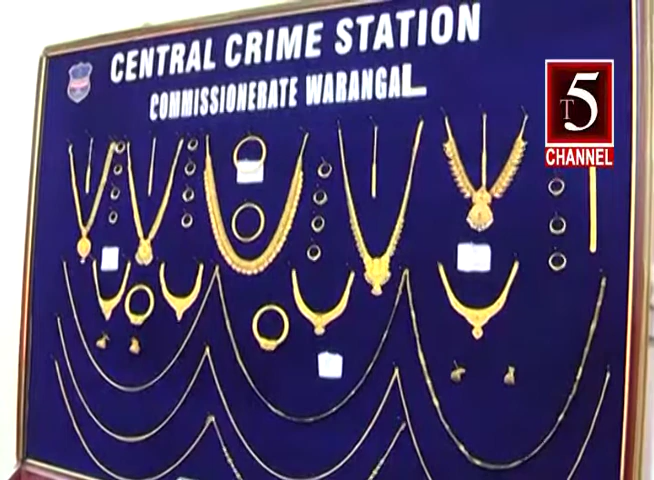 CENTRAL CRIME STATION
COMMISSIONERATE WARANGAL
T5
CHANNEL